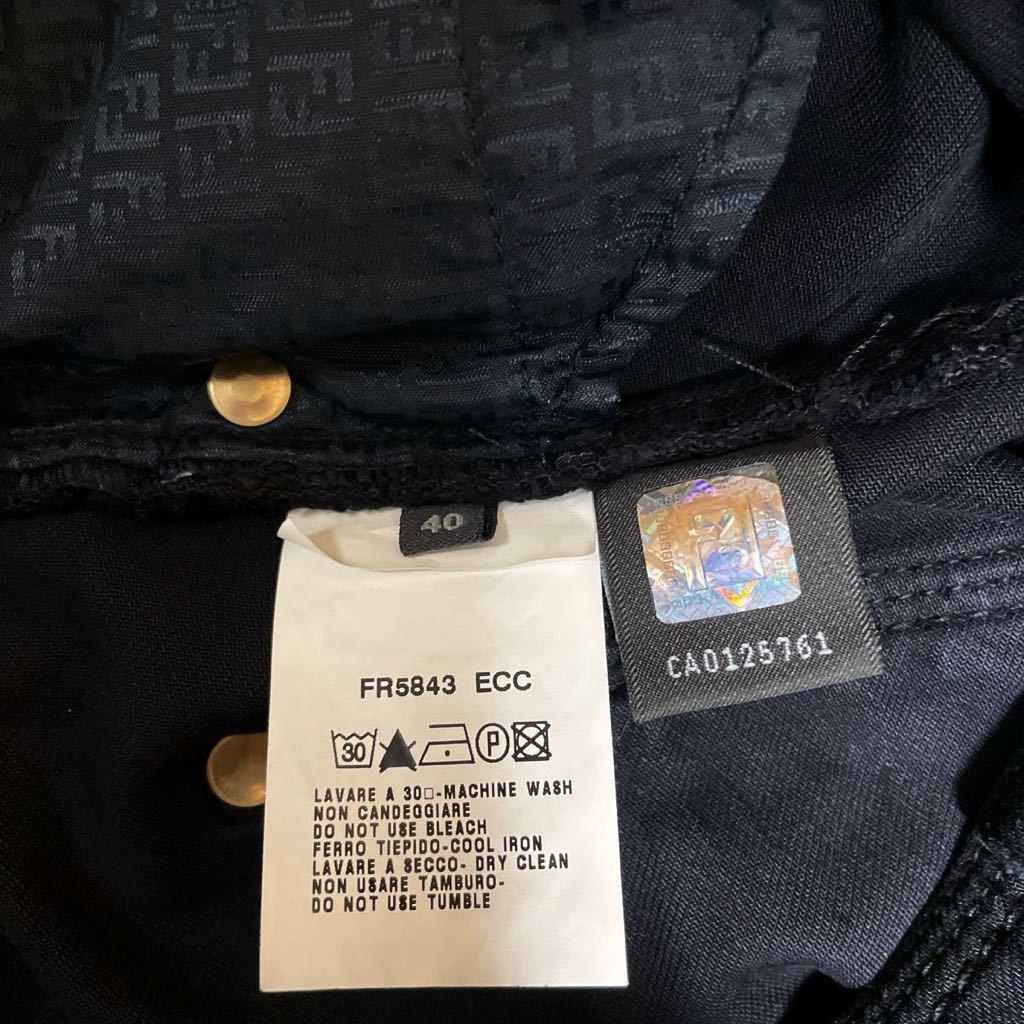 40
CA0125761
FR5843 ECC
30 P
LAVARE A 30□-MACHINE WASH
NON CANDEGGIARE
DO NOT USE BLEACH
FERRO TIEPIDO-COOL IRON
LAVARE A SECCO- DRY CLEAN
NON USARE TAMBURO-
DO NOT USE TUMBLE